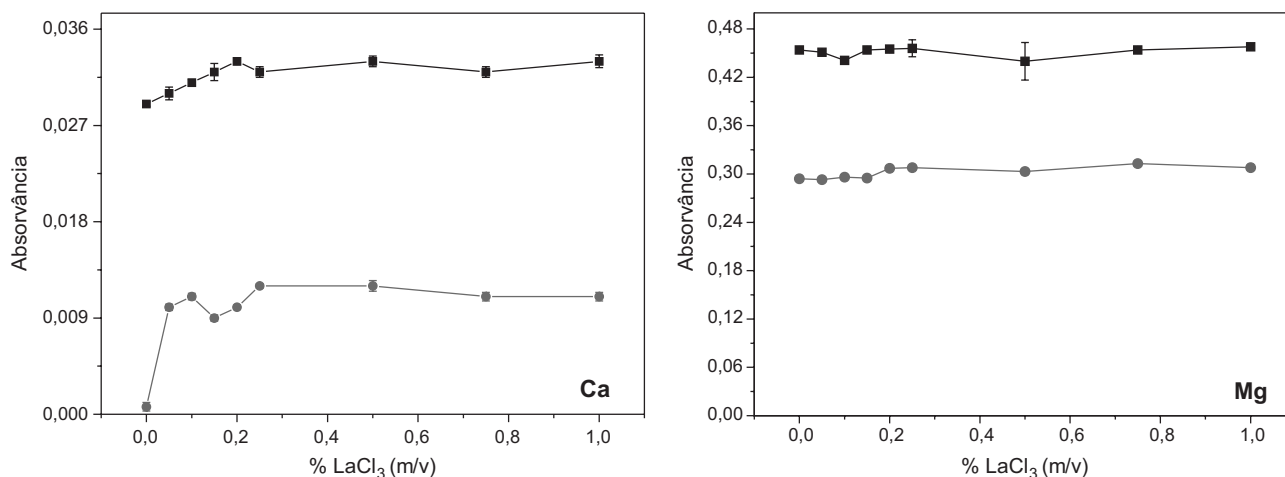 0,036
0,027
0,018
0,009
0,000
Absorvância
0,0 0,2 0,4 0,6 0,8 1,0
% LaCl₃ (m/v)
Ca
0,48
0,42
0,36
0,30
0,24
0,18
0,12
0,06
0,00
Absorvância
0,0 0,2 0,4 0,6 0,8 1,0
% LaCl₃ (m/v)
Mg